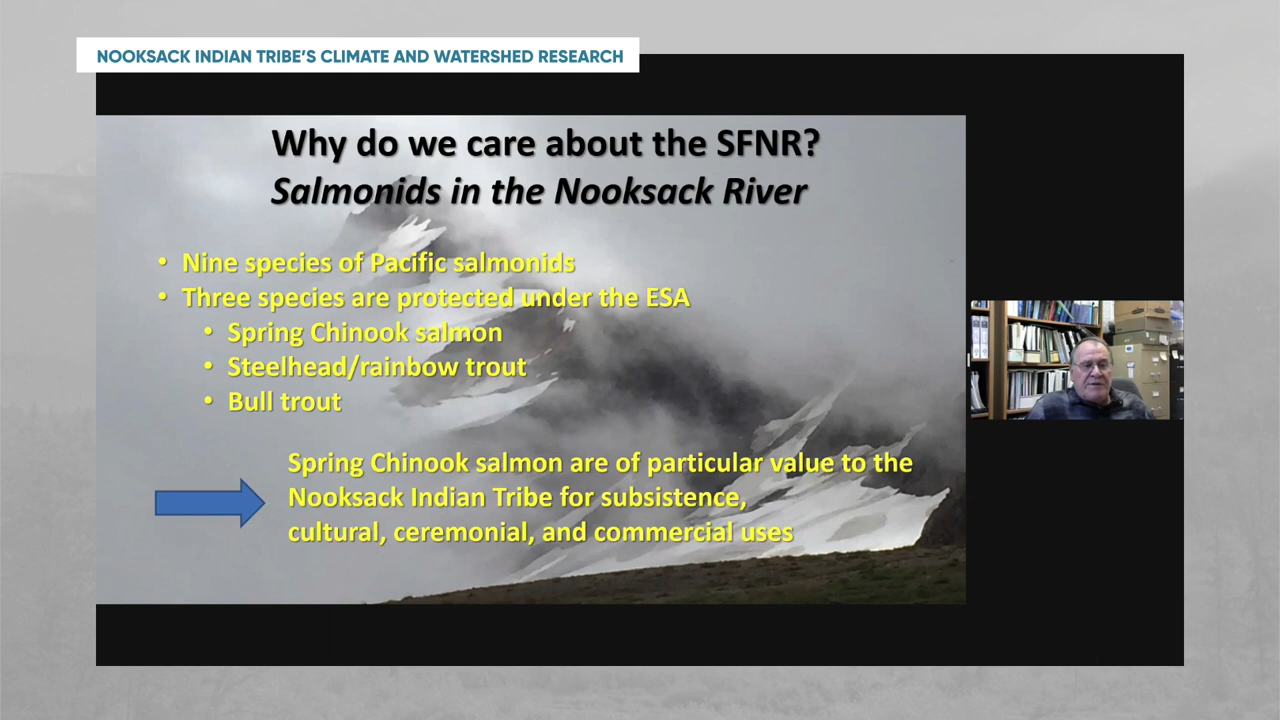 NOOKSACK INDIAN TRIBE'S CLIMATE AND WATERSHED RESEARCH
Why do we care about the SFNR?
Salmonids in the Nooksack River
• Nine species of Pacific salmonids
• Three species are protected under the ESA
• Spring Chinook salmon
• Steelhead/rainbow trout
• Bull trout
Spring Chinook salmon are of particular value to the
Nooksack Indian Tribe for subsistence,
cultural, ceremonial, and commercial uses